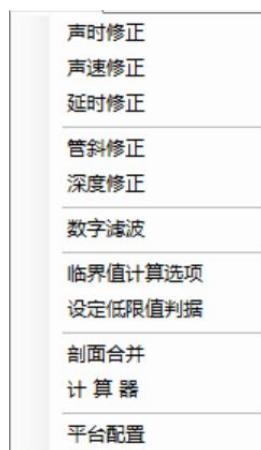 声时修正
声速修正
延时修正
管斜修正
深度修正
数字滤波
临界值计算选项
设定低限值判据
剖面合并
计 算 器
平台配置